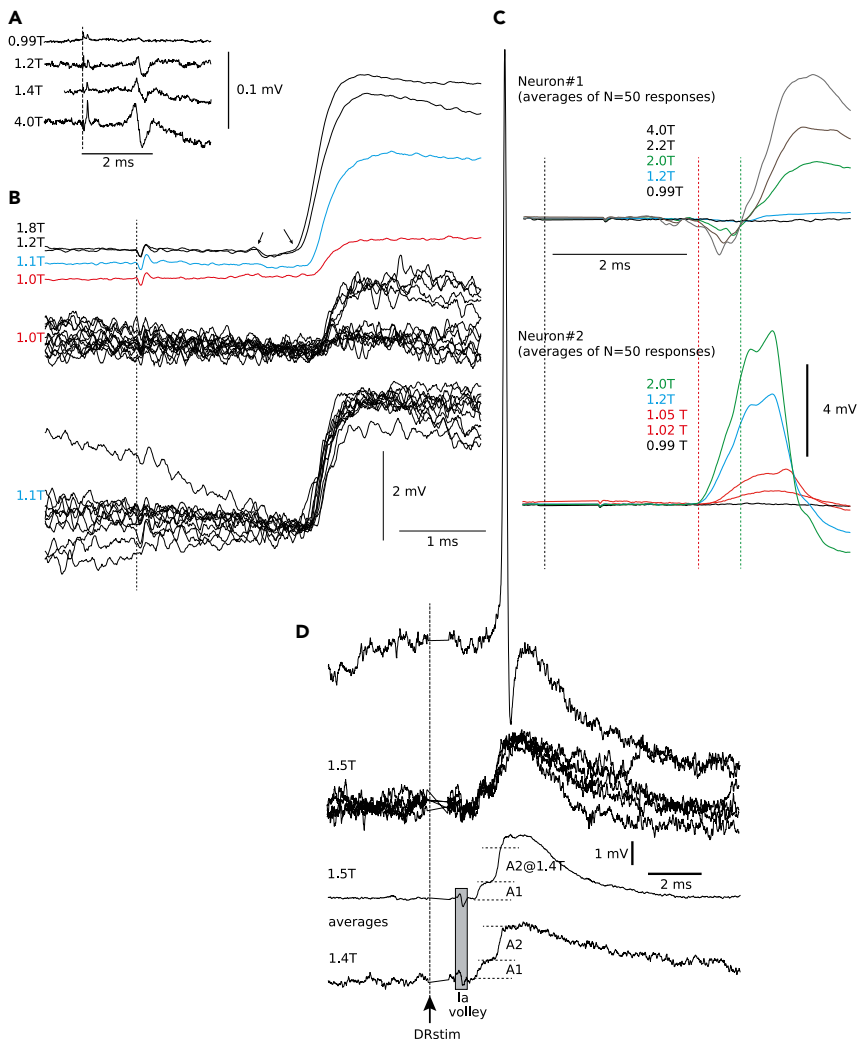 A
0.99T
1.2T
1.4T
4.0T
0.1 mV
2 ms
B
1.8T
1.2T
1.1T
1.0T
1.0T
1.1T
2 mV
1 ms
C
Neuron#1
(averages of N=50 responses)
4.0T
2.2T
2.0T
1.2T
0.99T
2 ms
Neuron#2
(averages of N=50 responses)
2.0T
1.2T
1.05 T
1.02 T
0.99 T
4 mV
D
1.5T
1 mV
2 ms
1.5T
A2@1.4T
A1
averages
1.4T
A2
A1
Ia
volley
DRstim